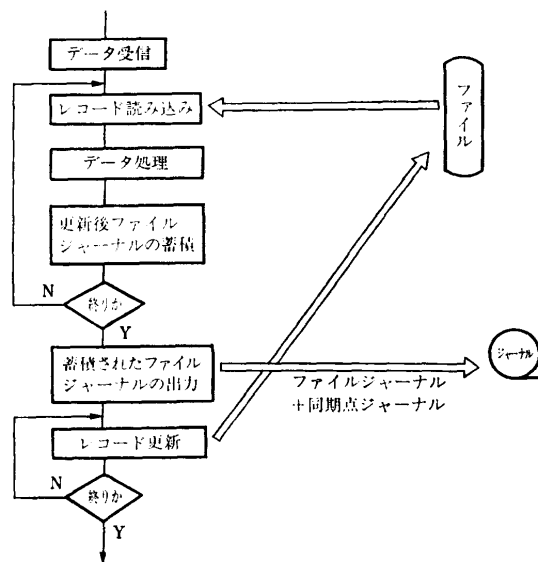 データ受信
レコード読み込み
データ処理
更新後ファイル
ジャーナルの蓄積
N
終りか
Y
蓄積されたファイル
ジャーナルの出力
レコード更新
N
終りか
Y
ファイル
ジャーナル
ファイルジャーナル
+同期点ジャーナル